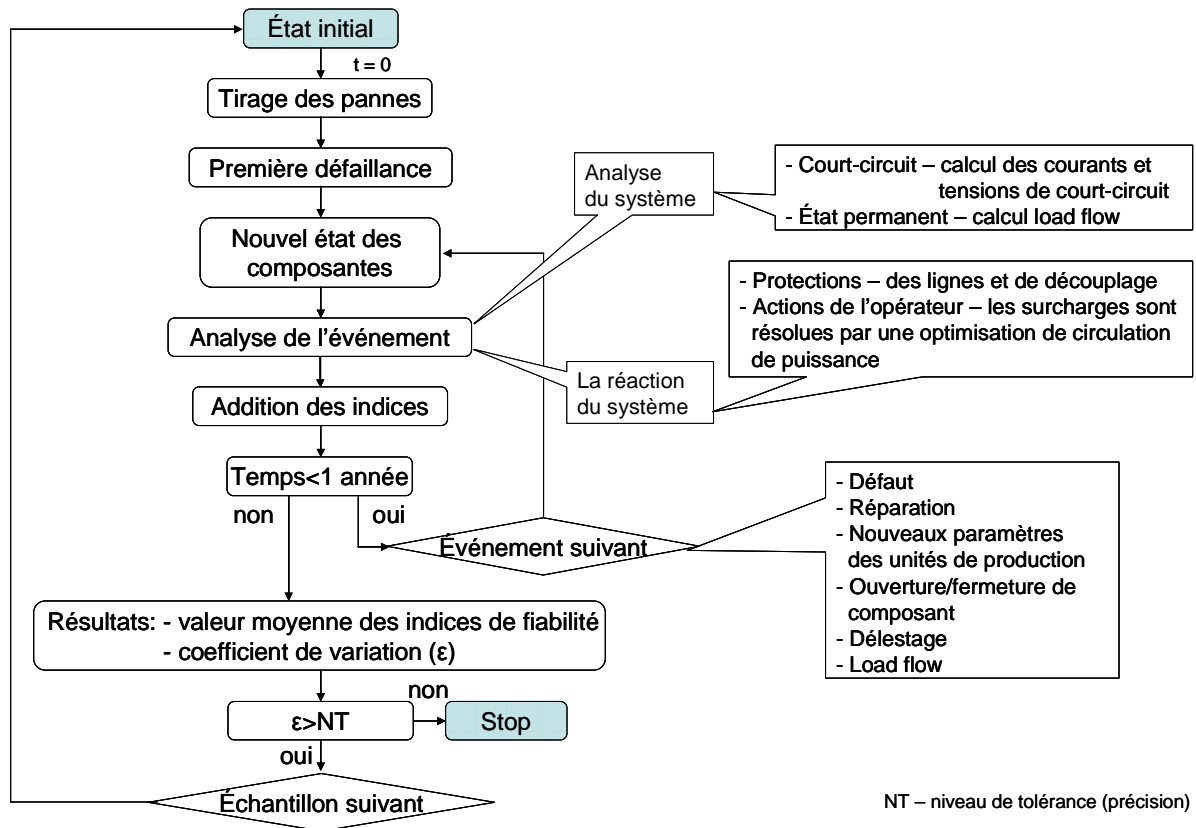 État initial
t = 0
Tirage des pannes
Première défaillance
Nouvel état des
composantes
Analyse de l'événement
Addition des indices
Temps<1 année
non
oui
Événement suivant
Résultats: - valeur moyenne des indices de fiabilité
- coefficient de variation (ε)
non
ε>NT
Stop
oui
Échantillon suivant
Analyse
du système
- Court-circuit – calcul des courants et
tensions de court-circuit
- État permanent – calcul load flow
La réaction
du système
- Protections – des lignes et de découplage
- Actions de l'opérateur – les surcharges sont
résolues par une optimisation de circulation
de puissance
- Défaut
- Réparation
- Nouveaux paramètres
des unités de production
- Ouverture/fermeture de
composant
- Délestage
- Load flow
NT – niveau de tolérance (précision)